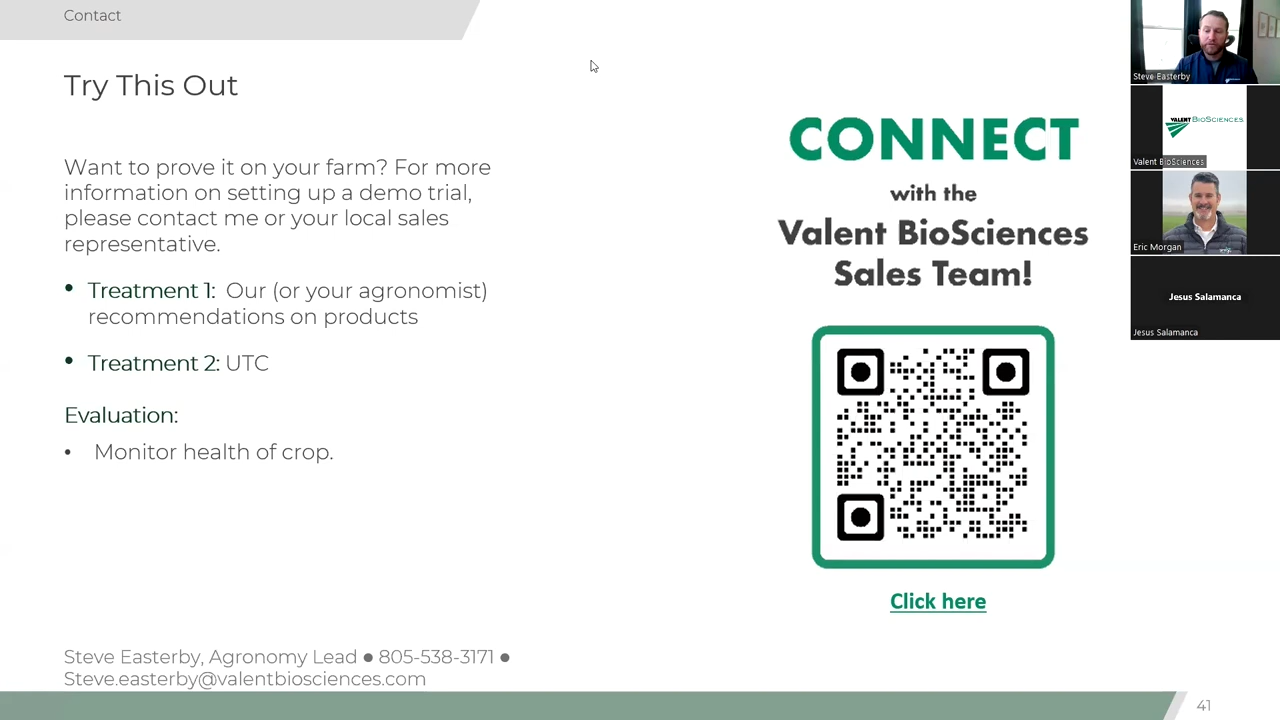 Contact
Try This Out
Want to prove it on your farm? For more
information on setting up a demo trial,
please contact me or your local sales
representative.
• Treatment 1: Our (or your agronomist)
recommendations on products
• Treatment 2: UTC
Evaluation:
• Monitor health of crop.
Steve Easterby, Agronomy Lead ● 805-538-3171 ●
Steve.easterby@valentbiosciences.com
CONNECT
with the
Valent BioSciences
Sales Team!
Click here
41
Steve Easterby
VALENT BIOSCIENCES
Valent BioSciences
Eric Morgan
Jesus Salamanca
Jesus Salamanca